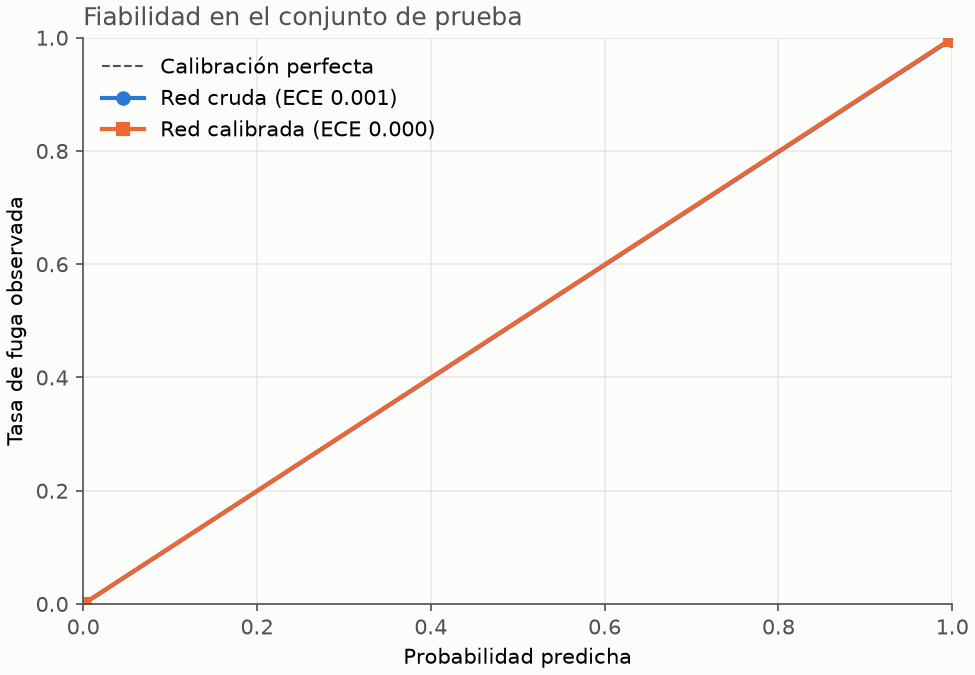 Fiabilidad en el conjunto de prueba
1.0
0.8
0.6
0.4
0.2
0.0
Tasa de fuga observada
Calibración perfecta
Red cruda (ECE 0.001)
Red calibrada (ECE 0.000)
0.0 0.2 0.4 0.6 0.8 1.0
Probabilidad predicha